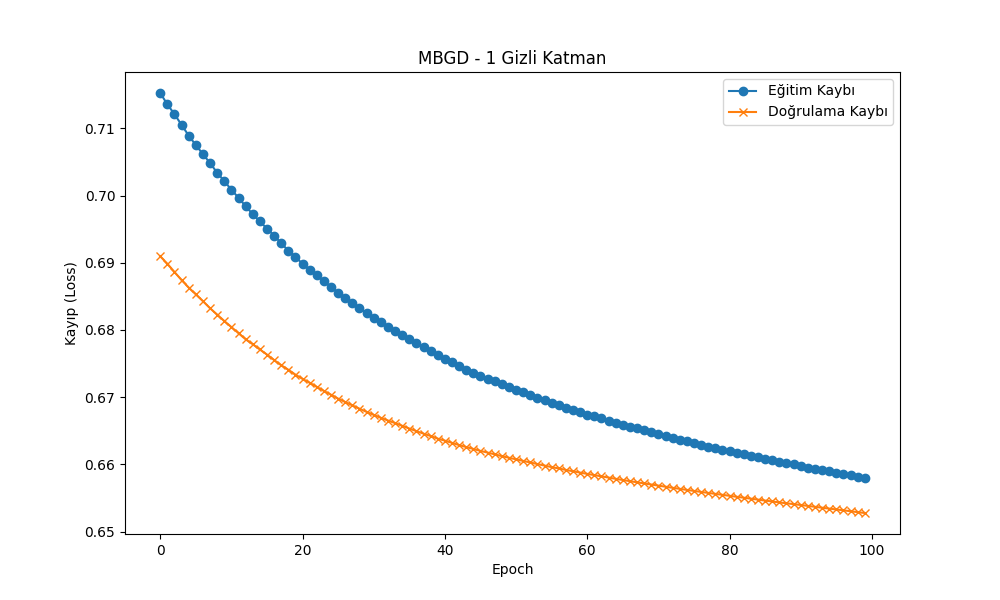 MBGD - 1 Gizli Katman
Eğitim Kaybı
Doğrulama Kaybı
Kayıp (Loss)
0.71
0.70
0.69
0.68
0.67
0.66
0.65
0 20 40 60 80 100
Epoch